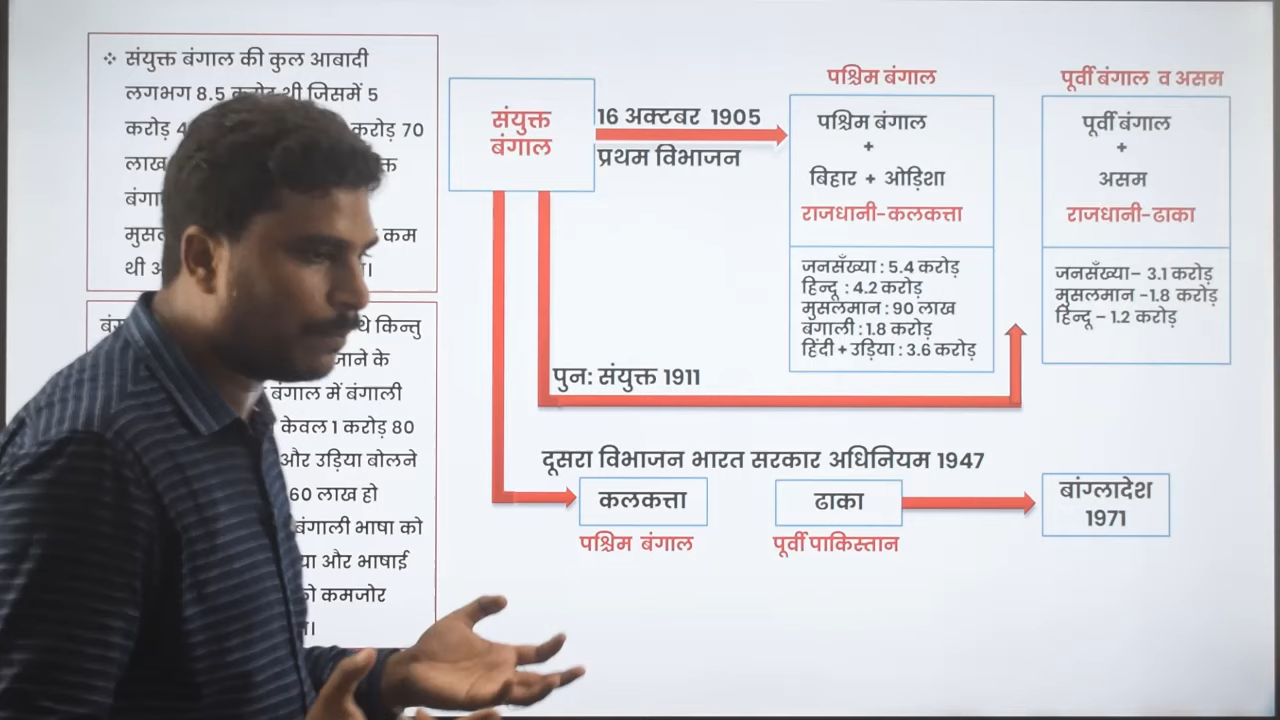 ❖ संयुक्त बंगाल की कुल आबादी
लगभग 8.5 करोड़ थी जिसमें 5
करोड़ 4 करोड़ 70
लाख
बंगा
मुसल कम
थी
थे किन्तु
जाने के
बंगाल में बंगाली
केवल 1 करोड़ 80
और उड़िया बोलने
60 लाख हो
बंगाली भाषा को
और भाषाई
कमजोर
संयुक्त
बंगाल
16 अक्टबर 1905
प्रथम विभाजन
पश्चिम बंगाल
पश्चिम बंगाल
+
बिहार + ओड़िशा
राजधानी-कलकत्ता
जनसँख्या : 5.4 करोड़
हिन्दू : 4.2 करोड़
मुसलमान : 90 लाख
बंगाली : 1.8 करोड़
हिंदी + उड़िया : 3.6 करोड़
पूर्वी बंगाल व असम
पूर्वी बंगाल
+
असम
राजधानी-ढाका
जनसँख्या– 3.1 करोड़
मुसलमान -1.8 करोड़
हिन्दू – 1.2 करोड़
पुन: संयुक्त 1911
दूसरा विभाजन भारत सरकार अधिनियम 1947
कलकत्ता
पश्चिम बंगाल
ढाका
पूर्वी पाकिस्तान
बांग्लादेश
1971